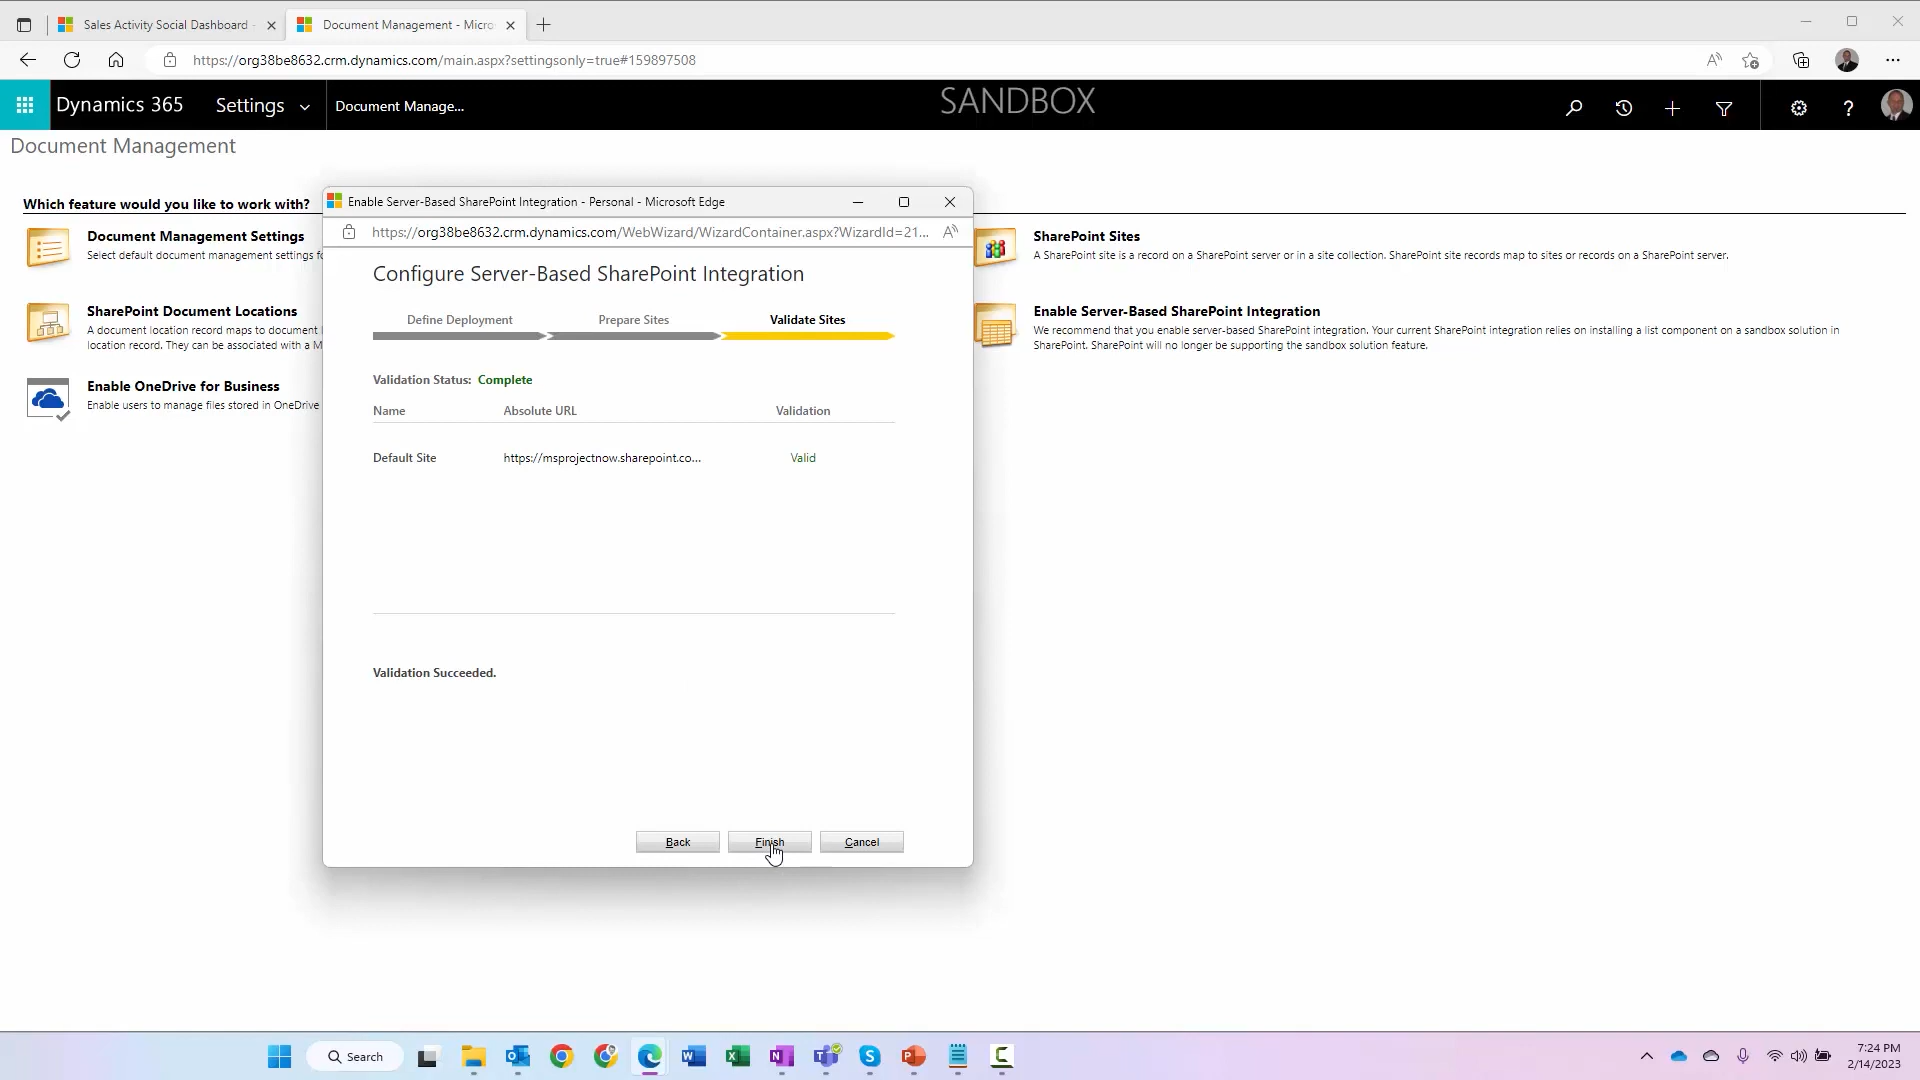 Sales Activity Social Dashboard -
Document Management - Micro
https://org38be8632.crm.dynamics.com/main.aspx?settingsonly=true#159897508
Dynamics 365
Settings
Document Manage...
SANDBOX
Document Management
Which feature would you like to work with?
Document Management Settings
Select default document management settings fo
SharePoint Document Locations
A document location record maps to document l
location record. They can be associated with a M
Enable OneDrive for Business
Enable users to manage files stored in OneDrive
SharePoint Sites
A SharePoint site is a record on a SharePoint server or in a site collection. SharePoint site records map to sites or records on a SharePoint server.
Enable Server-Based SharePoint Integration
We recommend that you enable server-based SharePoint integration. Your current SharePoint integration relies on installing a list component on a sandbox solution in
SharePoint. SharePoint will no longer be supporting the sandbox solution feature.
Enable Server-Based SharePoint Integration - Personal - Microsoft Edge
https://org38be8632.crm.dynamics.com/WebWizard/WizardContainer.aspx?WizardId=21...
Configure Server-Based SharePoint Integration
Define Deployment
Prepare Sites
Validate Sites
Validation Status: Complete
Name
Absolute URL
Validation
Default Site
https://msprojectnow.sharepoint.co...
Valid
Validation Succeeded.
Back
Finish
Cancel
Search
7:24 PM
2/14/2023